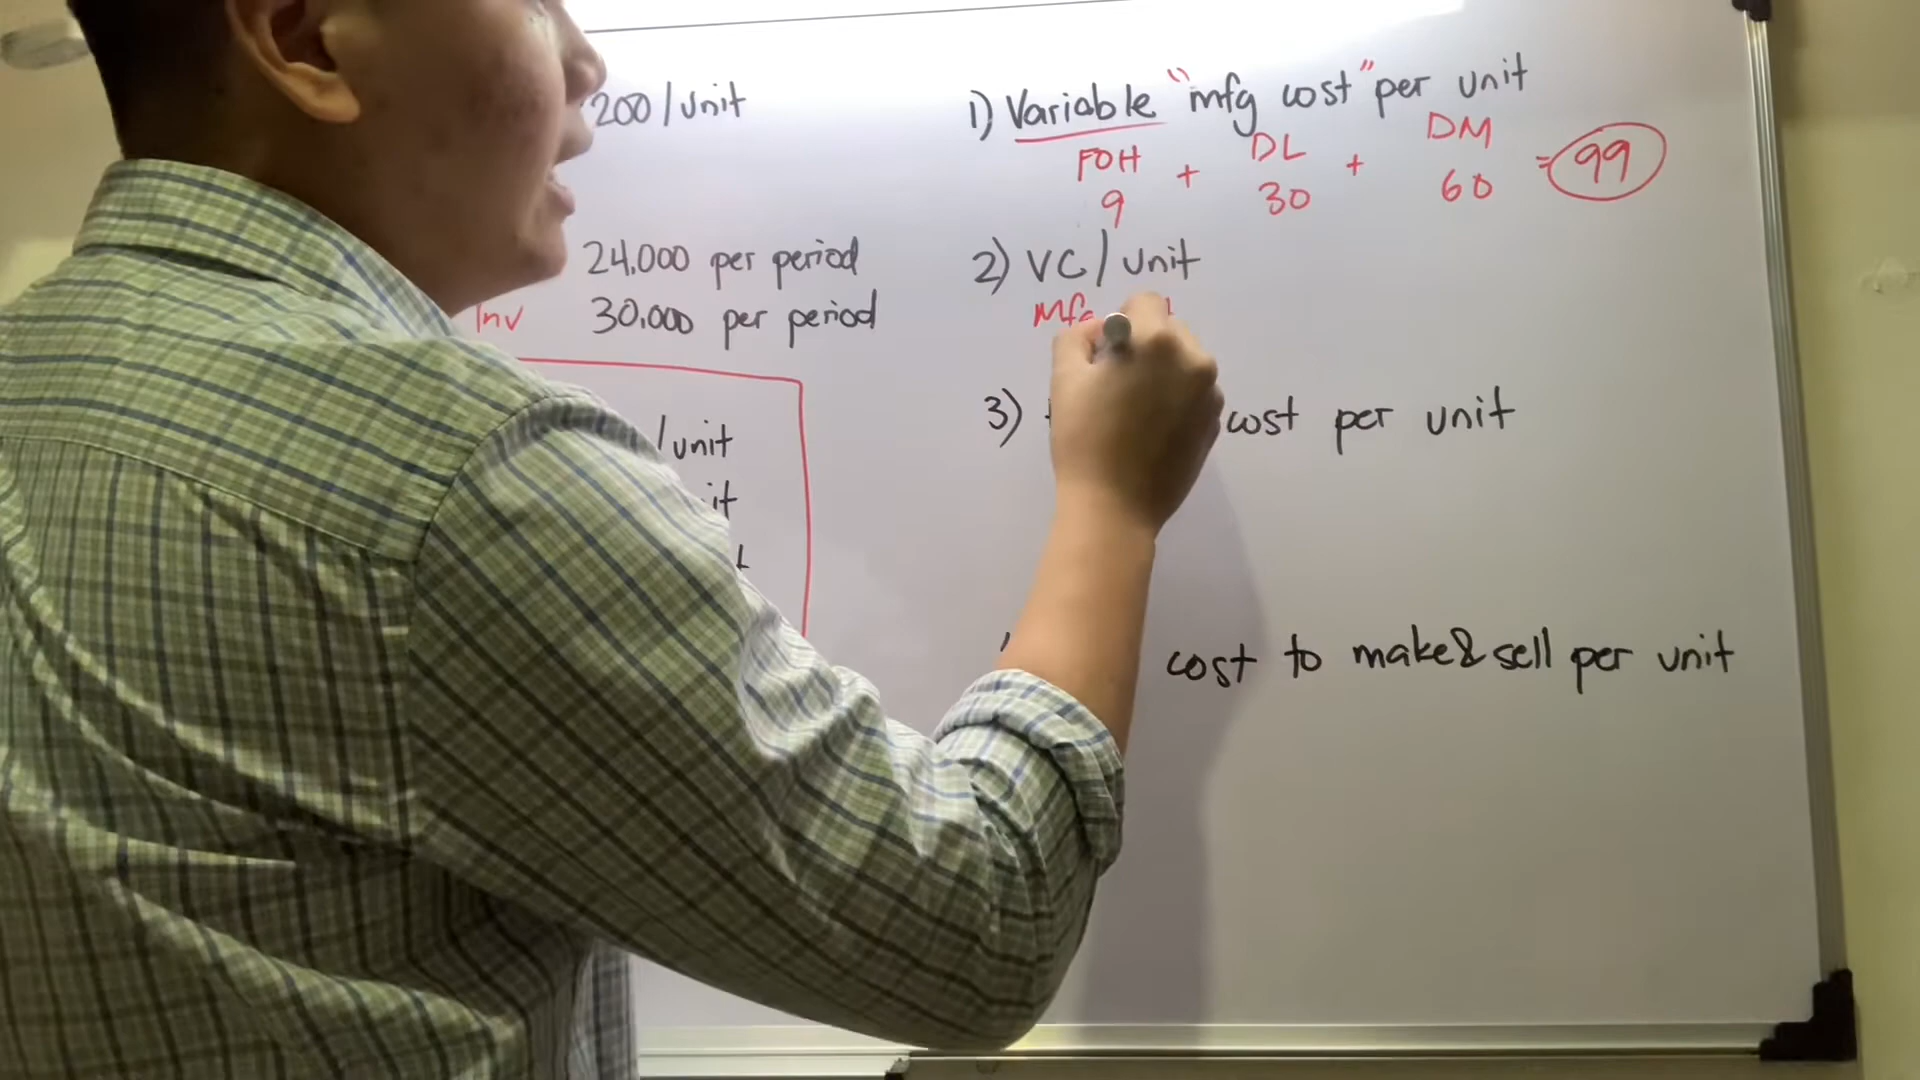 200/unit
24,000 per period
Inv 30,000 per period
/unit
1) Variable "mfg cost" per unit
FOH + DL + DM
9 30 60 = 99
2) VC/unit
3) cost per unit
cost to make & sell per unit